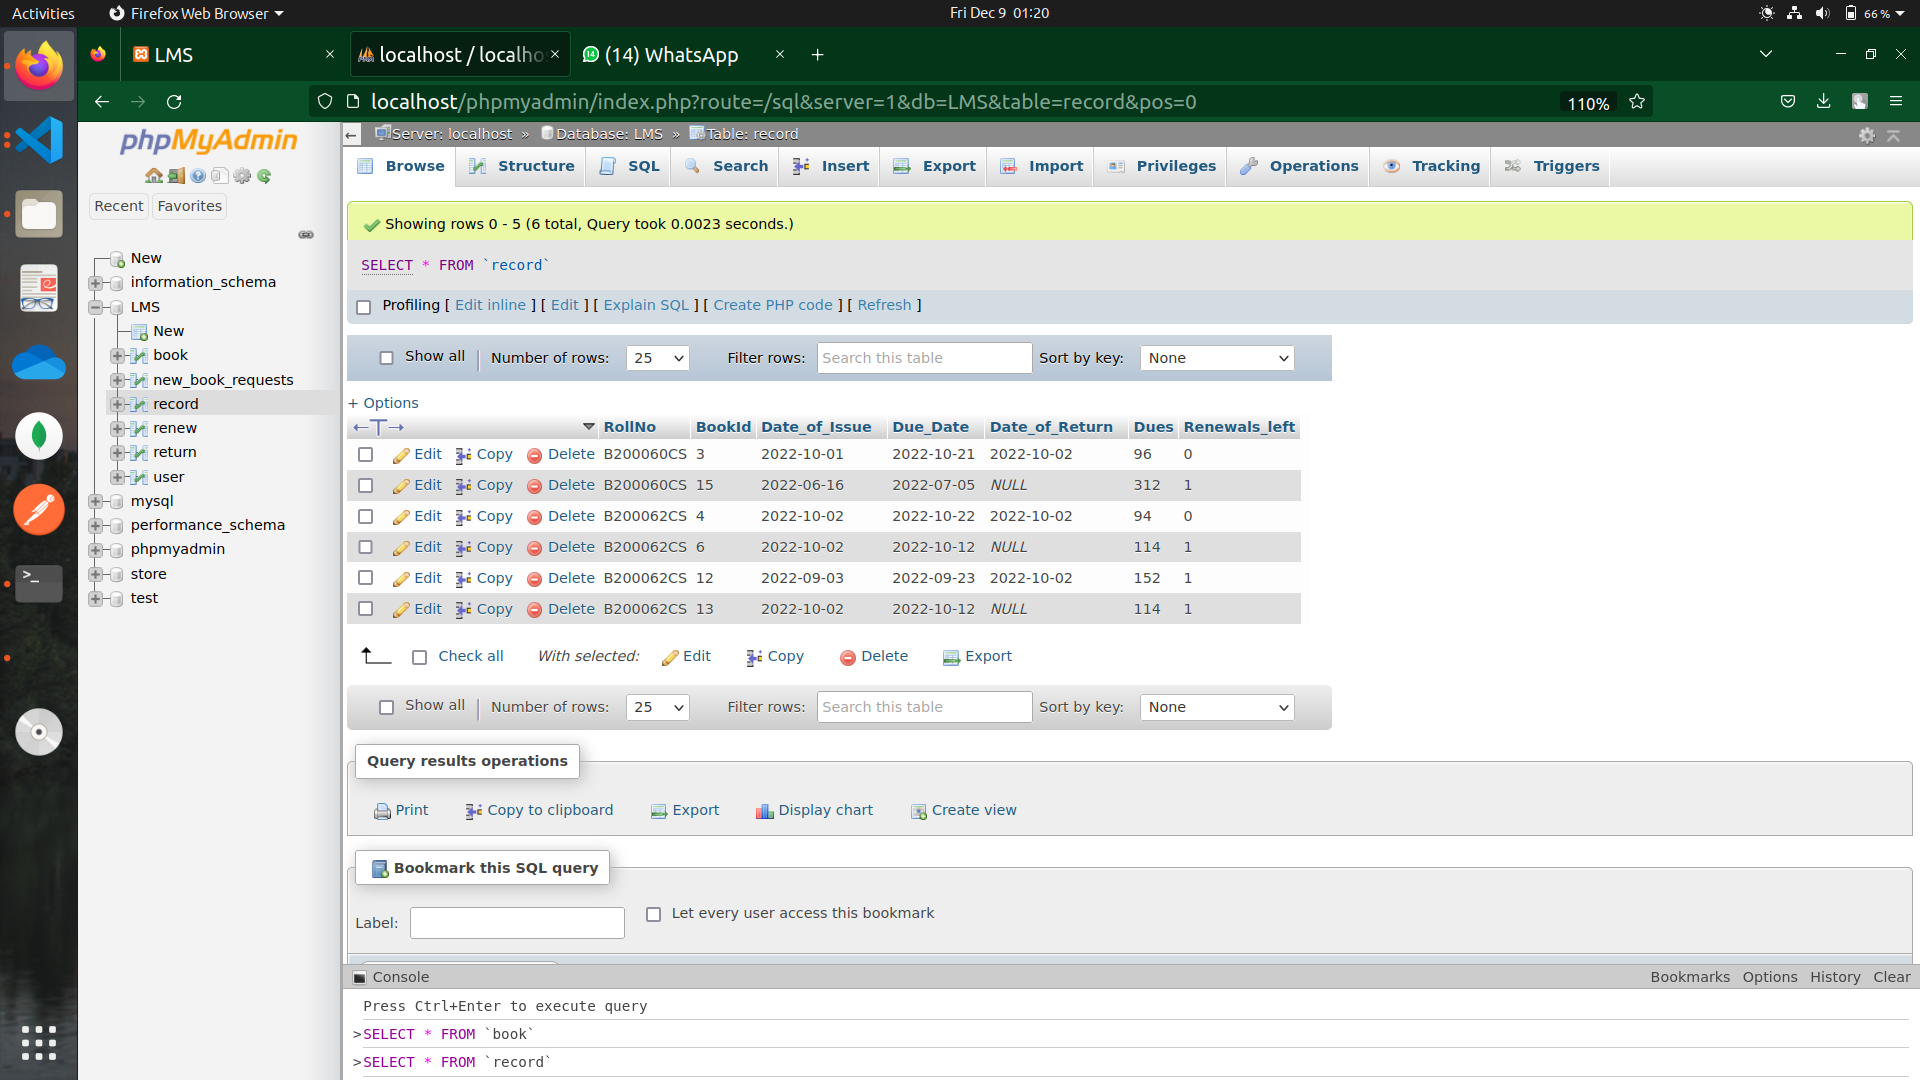 Activities Firefox Web Browser Fri Dec 9 01:20 66 %
LMS localhost / localho (14) WhatsApp
localhost/phpmyadmin/index.php?route=/sql&server=1&db=LMS&table=record&pos=0 110%
phpMyAdmin
Recent Favorites
New
information_schema
LMS
New
book
new_book_requests
record
renew
return
user
mysql
performance_schema
phpmyadmin
store
test
Server: localhost » Database: LMS » Table: record
Browse Structure SQL Search Insert Export Import Privileges Operations Tracking Triggers
Showing rows 0 - 5 (6 total, Query took 0.0023 seconds.)
SELECT * FROM `record`
Profiling [ Edit inline ] [ Edit ] [ Explain SQL ] [ Create PHP code ] [ Refresh ]
Show all Number of rows: 25 Filter rows: Search this table Sort by key: None
+ Options
←T→ RollNo BookId Date_of_Issue Due_Date Date_of_Return Dues Renewals_left
Edit Copy Delete B200060CS 3 2022-10-01 2022-10-21 2022-10-02 96 0
Edit Copy Delete B200060CS 15 2022-06-16 2022-07-05 NULL 312 1
Edit Copy Delete B200062CS 4 2022-10-02 2022-10-22 2022-10-02 94 0
Edit Copy Delete B200062CS 6 2022-10-02 2022-10-12 NULL 114 1
Edit Copy Delete B200062CS 12 2022-09-03 2022-09-23 2022-10-02 152 1
Edit Copy Delete B200062CS 13 2022-10-02 2022-10-12 NULL 114 1
Check all With selected: Edit Copy Delete Export
Show all Number of rows: 25 Filter rows: Search this table Sort by key: None
Query results operations
Print Copy to clipboard Export Display chart Create view
Bookmark this SQL query
Label: Let every user access this bookmark
Console Bookmarks Options History Clear
Press Ctrl+Enter to execute query
>SELECT * FROM `book`
>SELECT * FROM `record`